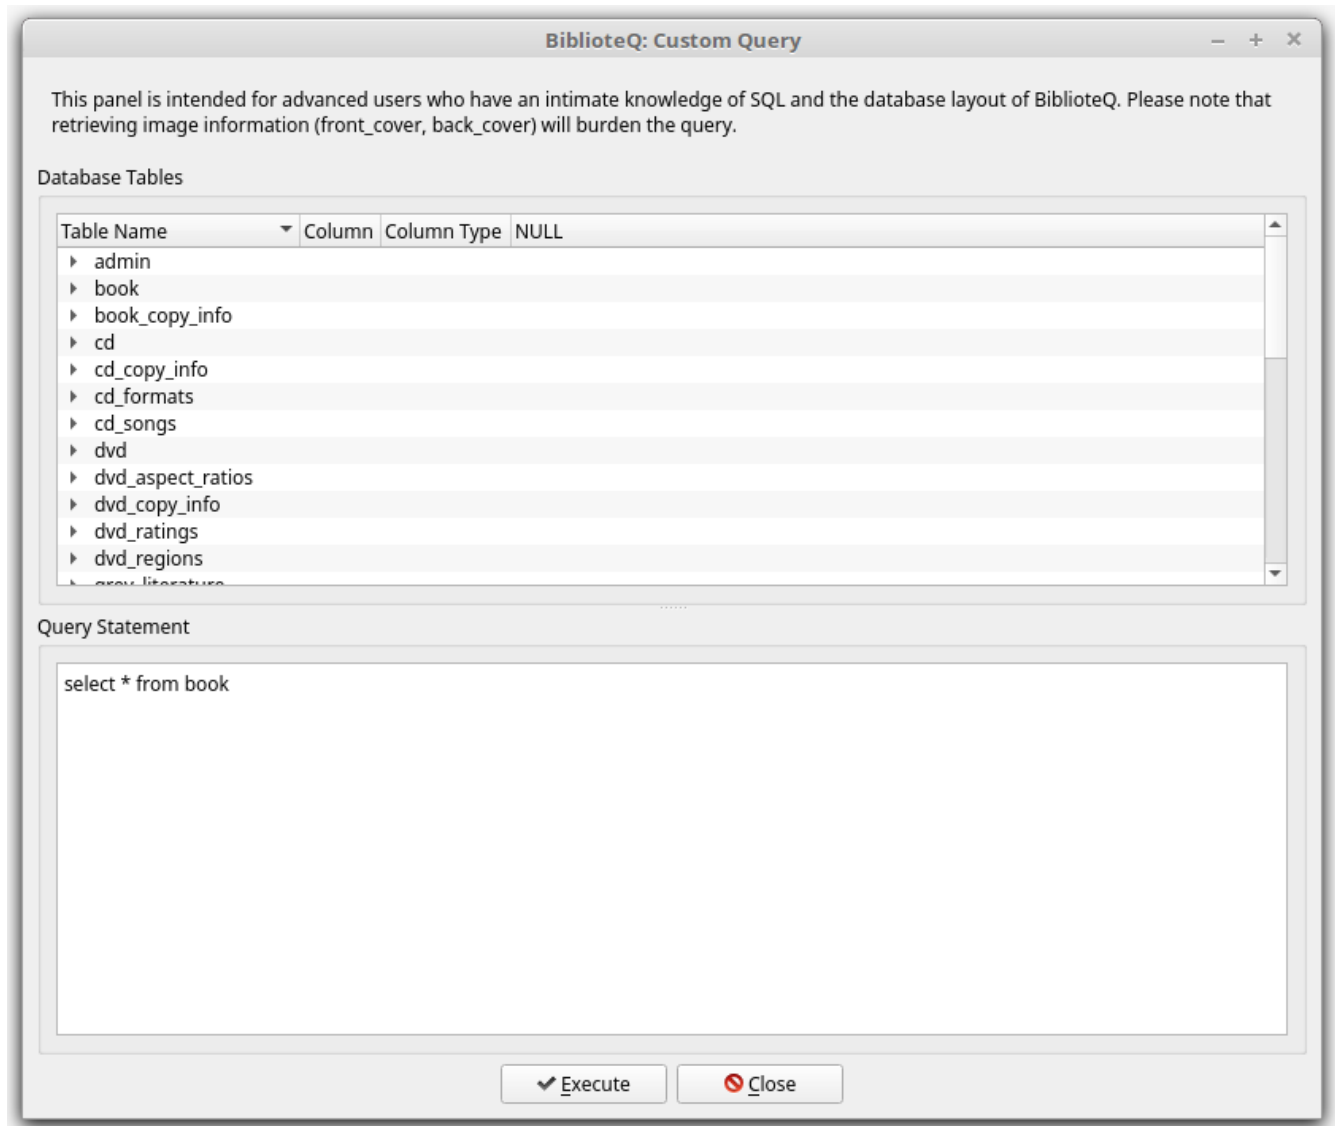 BiblioteQ: Custom Query
This panel is intended for advanced users who have an intimate knowledge of SQL and the database layout of BiblioteQ. Please note that
retrieving image information (front_cover, back_cover) will burden the query.
Database Tables
Table Name Column Column Type NULL
admin
book
book_copy_info
cd
cd_copy_info
cd_formats
cd_songs
dvd
dvd_aspect_ratios
dvd_copy_info
dvd_ratings
dvd_regions
grey_literature
Query Statement
select * from book
Execute Close